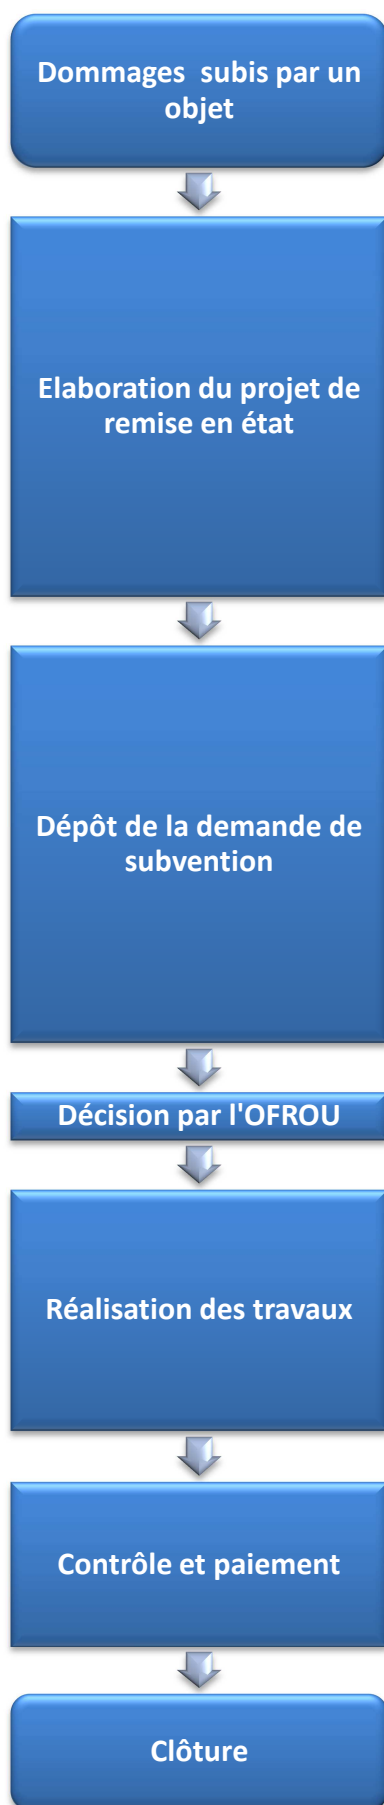 Dommages  subis par un
objet
Elaboration du projet de
remise en état
Dépôt de la demande de
subvention
Décision par l'OFROU
Réalisation des travaux
Contrôle et paiement
Clôture